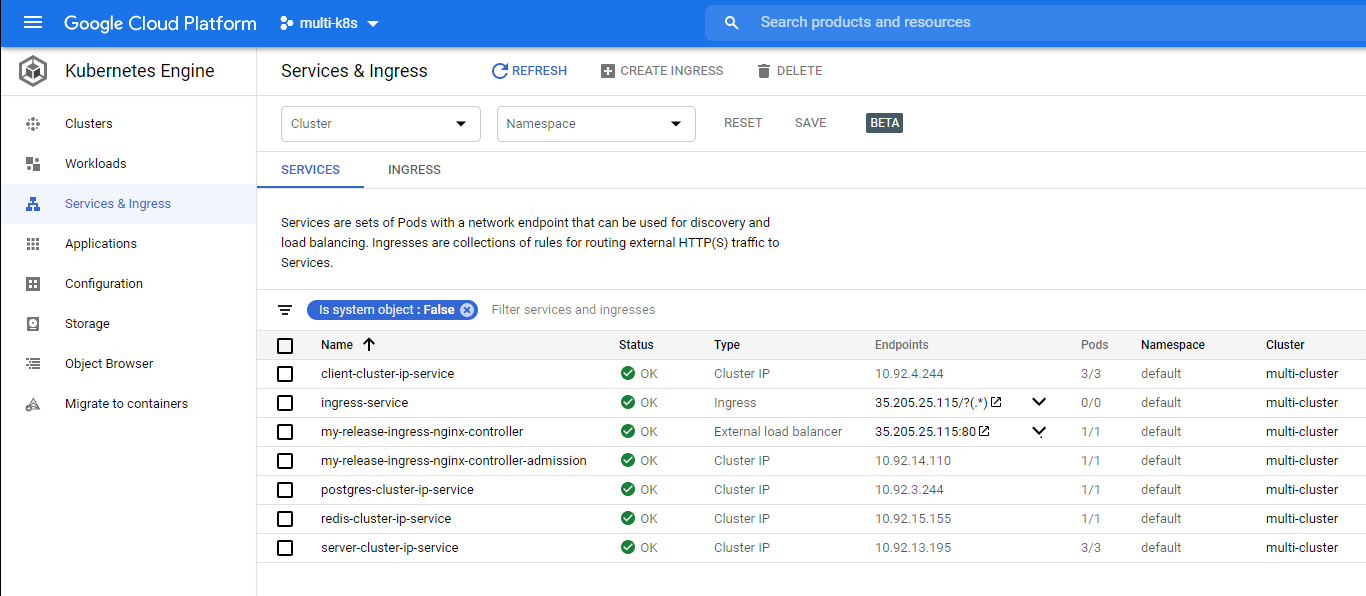 Google Cloud Platform multi-k8s Search products and resources
Kubernetes Engine Services & Ingress REFRESH CREATE INGRESS DELETE
Clusters
Workloads
Services & Ingress
Applications
Configuration
Storage
Object Browser
Migrate to containers
Cluster Namespace RESET SAVE BETA
SERVICES INGRESS
Services are sets of Pods with a network endpoint that can be used for discovery and
load balancing. Ingresses are collections of rules for routing external HTTP(S) traffic to
Services.
Is system object : False Filter services and ingresses
Name Status Type Endpoints Pods Namespace Cluster
client-cluster-ip-service OK Cluster IP 10.92.4.244 3/3 default multi-cluster
ingress-service OK Ingress 35.205.25.115/?(.*) 0/0 default multi-cluster
my-release-ingress-nginx-controller OK External load balancer 35.205.25.115:80 1/1 default multi-cluster
my-release-ingress-nginx-controller-admission OK Cluster IP 10.92.14.110 1/1 default multi-cluster
postgres-cluster-ip-service OK Cluster IP 10.92.3.244 1/1 default multi-cluster
redis-cluster-ip-service OK Cluster IP 10.92.15.155 1/1 default multi-cluster
server-cluster-ip-service OK Cluster IP 10.92.13.195 3/3 default multi-cluster